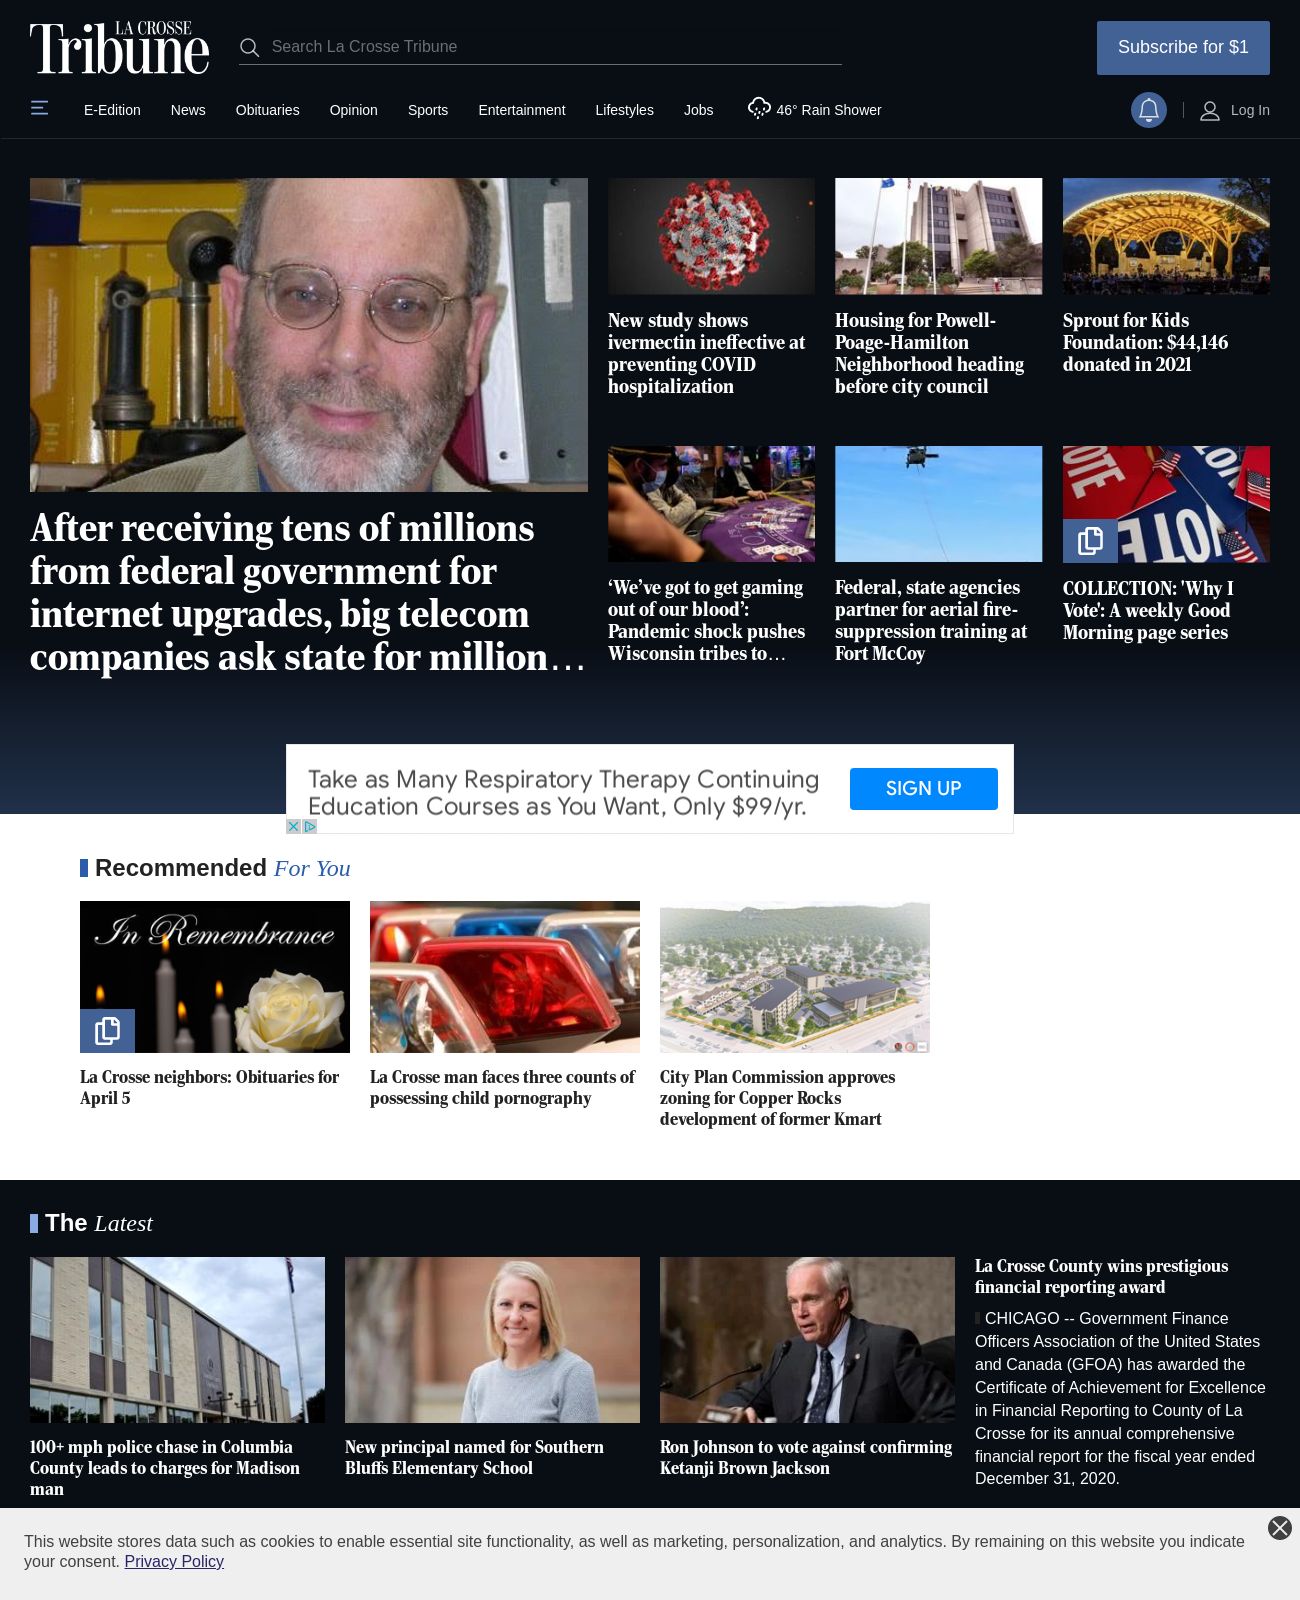 LA CROSSE
Tribune
Search La Crosse Tribune
Subscribe for $1
E-Edition
News
Obituaries
Opinion
Sports
Entertainment
Lifestyles
Jobs
46° Rain Shower
Log In
After receiving tens of millions
from federal government for
internet upgrades, big telecom
companies ask state for million…
New study shows
ivermectin ineffective at
preventing COVID
hospitalization
Housing for Powell-
Poage-Hamilton
Neighborhood heading
before city council
Sprout for Kids
Foundation: $44,146
donated in 2021
‘We’ve got to get gaming
out of our blood’:
Pandemic shock pushes
Wisconsin tribes to…
Federal, state agencies
partner for aerial fire-
suppression training at
Fort McCoy
VOTE
VOTE
COLLECTION: 'Why I
Vote': A weekly Good
Morning page series
Take as Many Respiratory Therapy Continuing
Education Courses as You Want, Only $99/yr.
SIGN UP
Recommended For You
In Remembrance
La Crosse neighbors: Obituaries for
April 5
La Crosse man faces three counts of
possessing child pornography
City Plan Commission approves
zoning for Copper Rocks
development of former Kmart
The Latest
100+ mph police chase in Columbia
County leads to charges for Madison
man
New principal named for Southern
Bluffs Elementary School
Ron Johnson to vote against confirming
Ketanji Brown Jackson
La Crosse County wins prestigious
financial reporting award
CHICAGO -- Government Finance
Officers Association of the United States
and Canada (GFOA) has awarded the
Certificate of Achievement for Excellence
in Financial Reporting to County of La
Crosse for its annual comprehensive
financial report for the fiscal year ended
December 31, 2020.
This website stores data such as cookies to enable essential site functionality, as well as marketing, personalization, and analytics. By remaining on this website you indicate
your consent. Privacy Policy